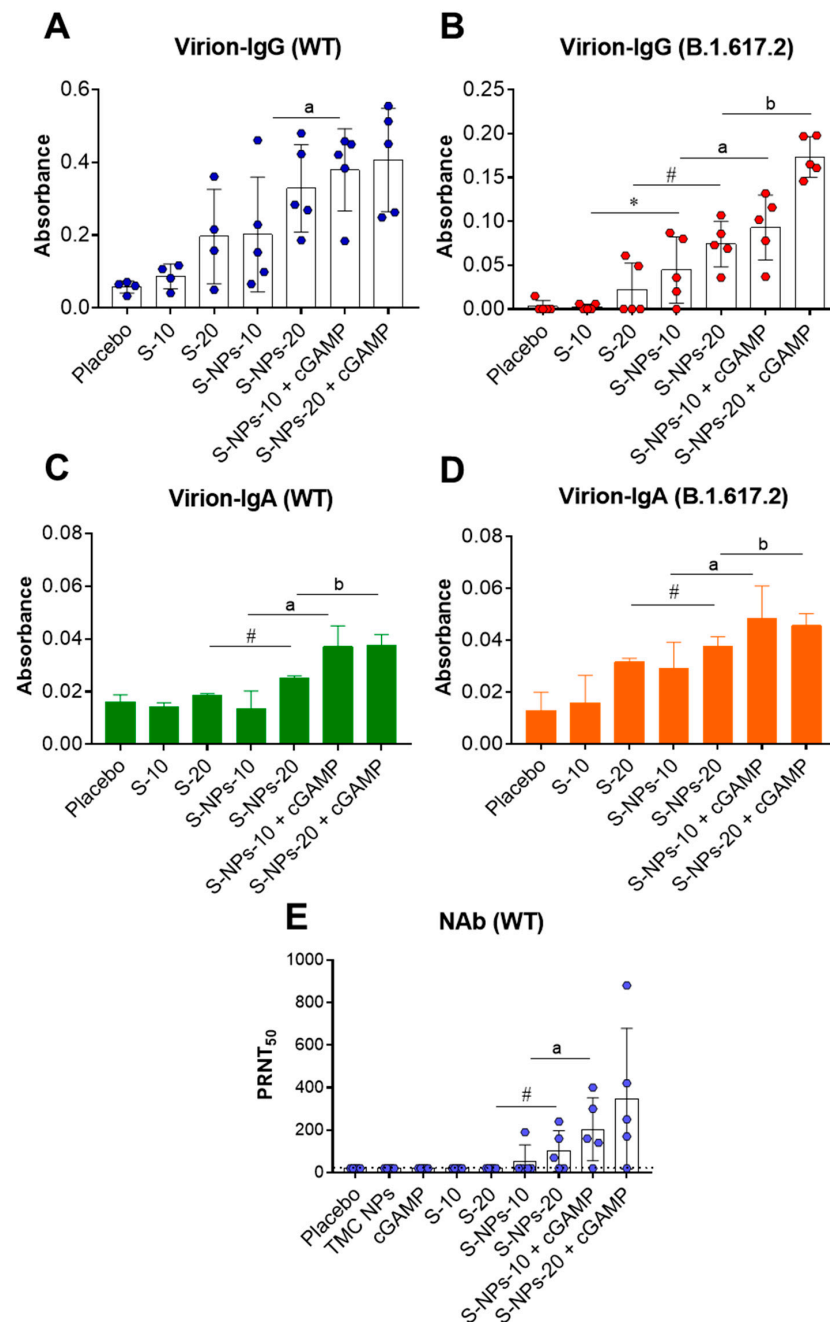 A
Virion-IgG (WT)
Absorbance
0.6
0.4
0.2
0.0
a
Placebo
S-10
S-20
S-NPs-10
S-NPs-20
S-NPs-10 + cGAMP
S-NPs-20 + cGAMP
B
Virion-IgG (B.1.617.2)
Absorbance
0.25
0.20
0.15
0.10
0.05
0.00
*
#
a
b
Placebo
S-10
S-20
S-NPs-10
S-NPs-20
S-NPs-10 + cGAMP
S-NPs-20 + cGAMP
C
Virion-IgA (WT)
Absorbance
0.08
0.06
0.04
0.02
0.00
#
a
b
Placebo
S-10
S-20
S-NPs-10
S-NPs-20
S-NPs-10 + cGAMP
S-NPs-20 + cGAMP
D
Virion-IgA (B.1.617.2)
Absorbance
0.08
0.06
0.04
0.02
0.00
#
a
b
Placebo
S-10
S-20
S-NPs-10
S-NPs-20
S-NPs-10 + cGAMP
S-NPs-20 + cGAMP
E
NAb (WT)
PRNT₅₀
1000
800
600
400
200
0
#
a
Placebo
TMC NPs
cGAMP
S-10
S-20
S-NPs-10
S-NPs-20
S-NPs-10 + cGAMP
S-NPs-20 + cGAMP